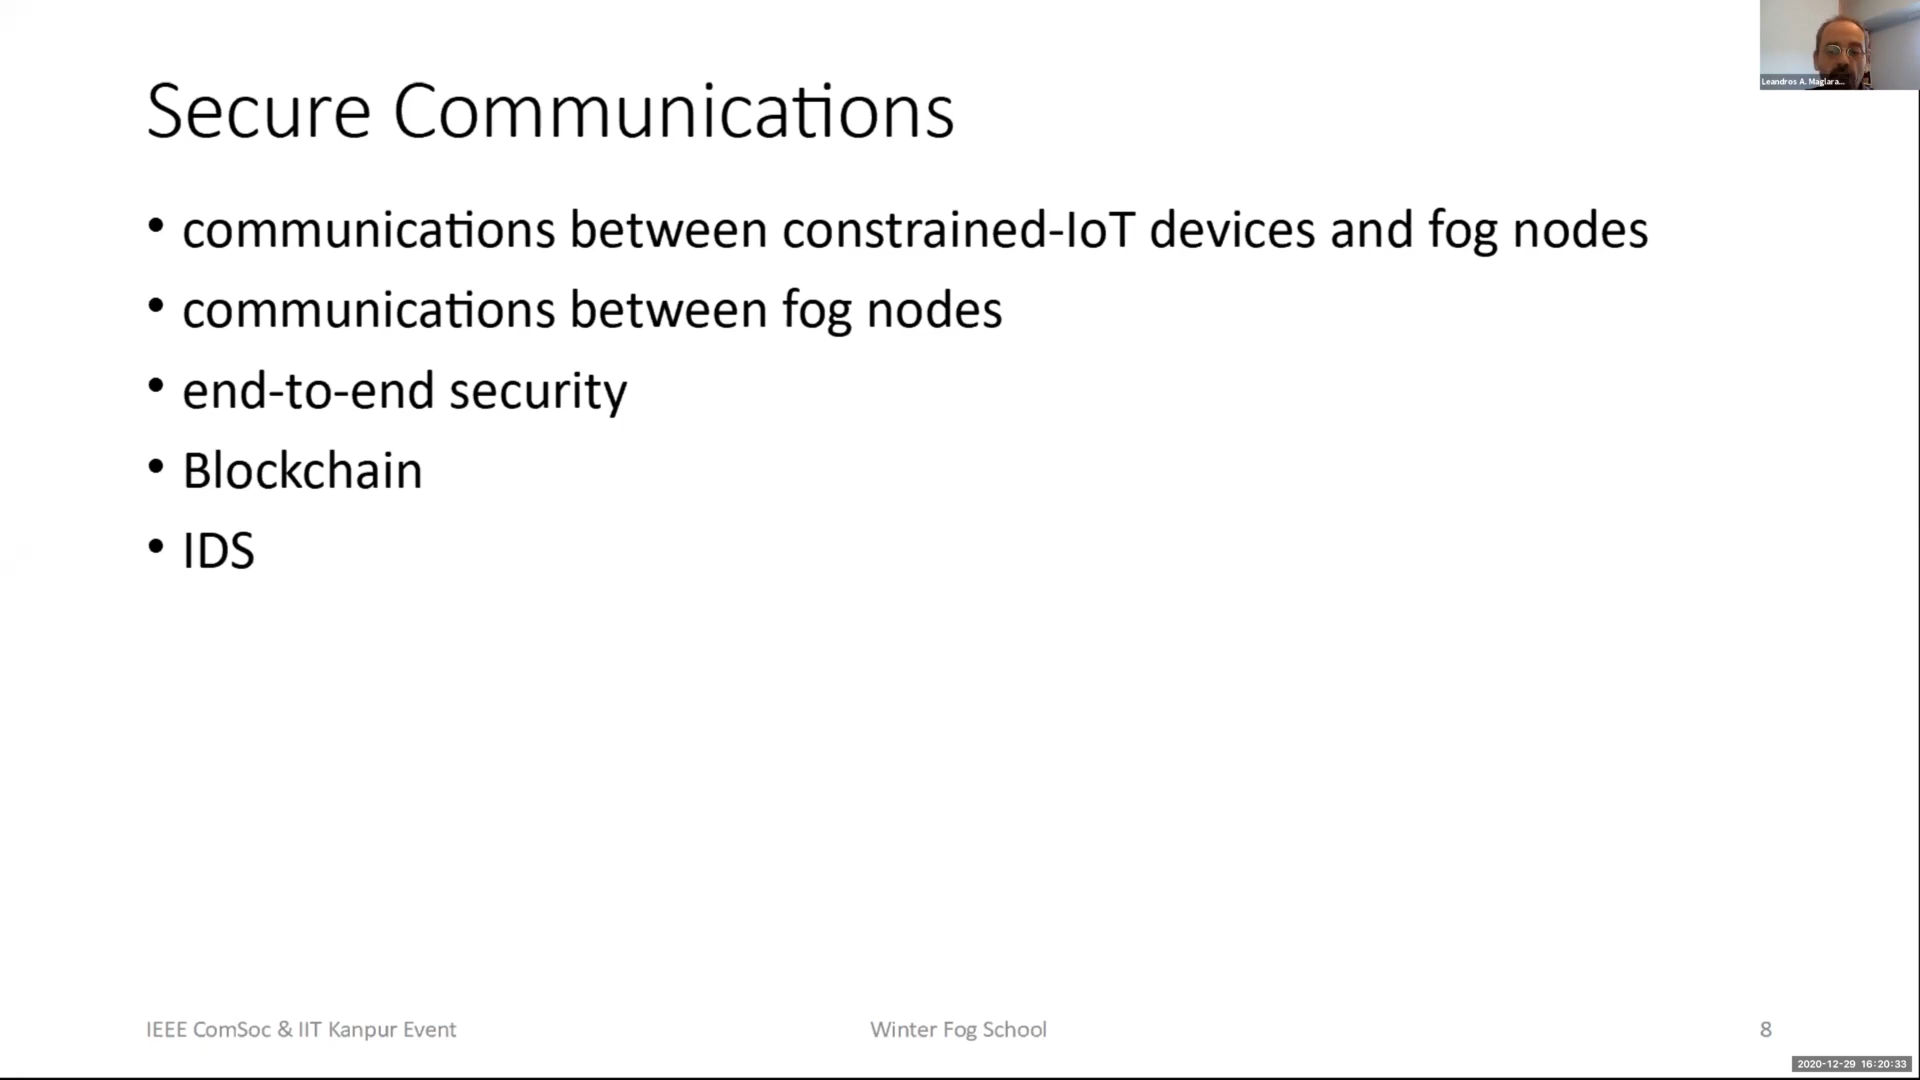 Leandros A. Maglara...
Secure Communications
• communications between constrained-IoT devices and fog nodes
• communications between fog nodes
• end-to-end security
• Blockchain
• IDS
IEEE ComSoc & IIT Kanpur Event
Winter Fog School
8
2020-12-29 16:20:33